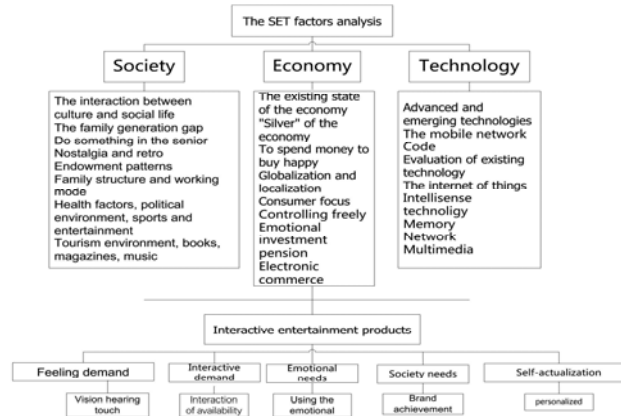 The SET factors analysis
Society
Economy
Technology
The interaction between
culture and social life
The family generation gap
Do something in the senior
Nostalgia and retro
Endowment patterns
Family structure and working
mode
Health factors, political
environment, sports and
entertainment
Tourism environment, books,
magazines, music
The existing state
of the economy
"Silver" of the
economy
To spend money to
buy happy
Globalization and
localization
Consumer focus
Controlling freely
Emotional
investment
pension
Electronic
commerce
Advanced and
emerging technologies
The mobile network
Code
Evaluation of existing
technology
The internet of things
Intellisense
technoligy
Memory
Network
Multimedia
Interactive entertainment products
Feeling demand
Interactive
demand
Emotional
needs
Society needs
Self-actualization
Vision hearing
touch
Interaction
of availability
Using the
emotional
Brand
achievement
personalized